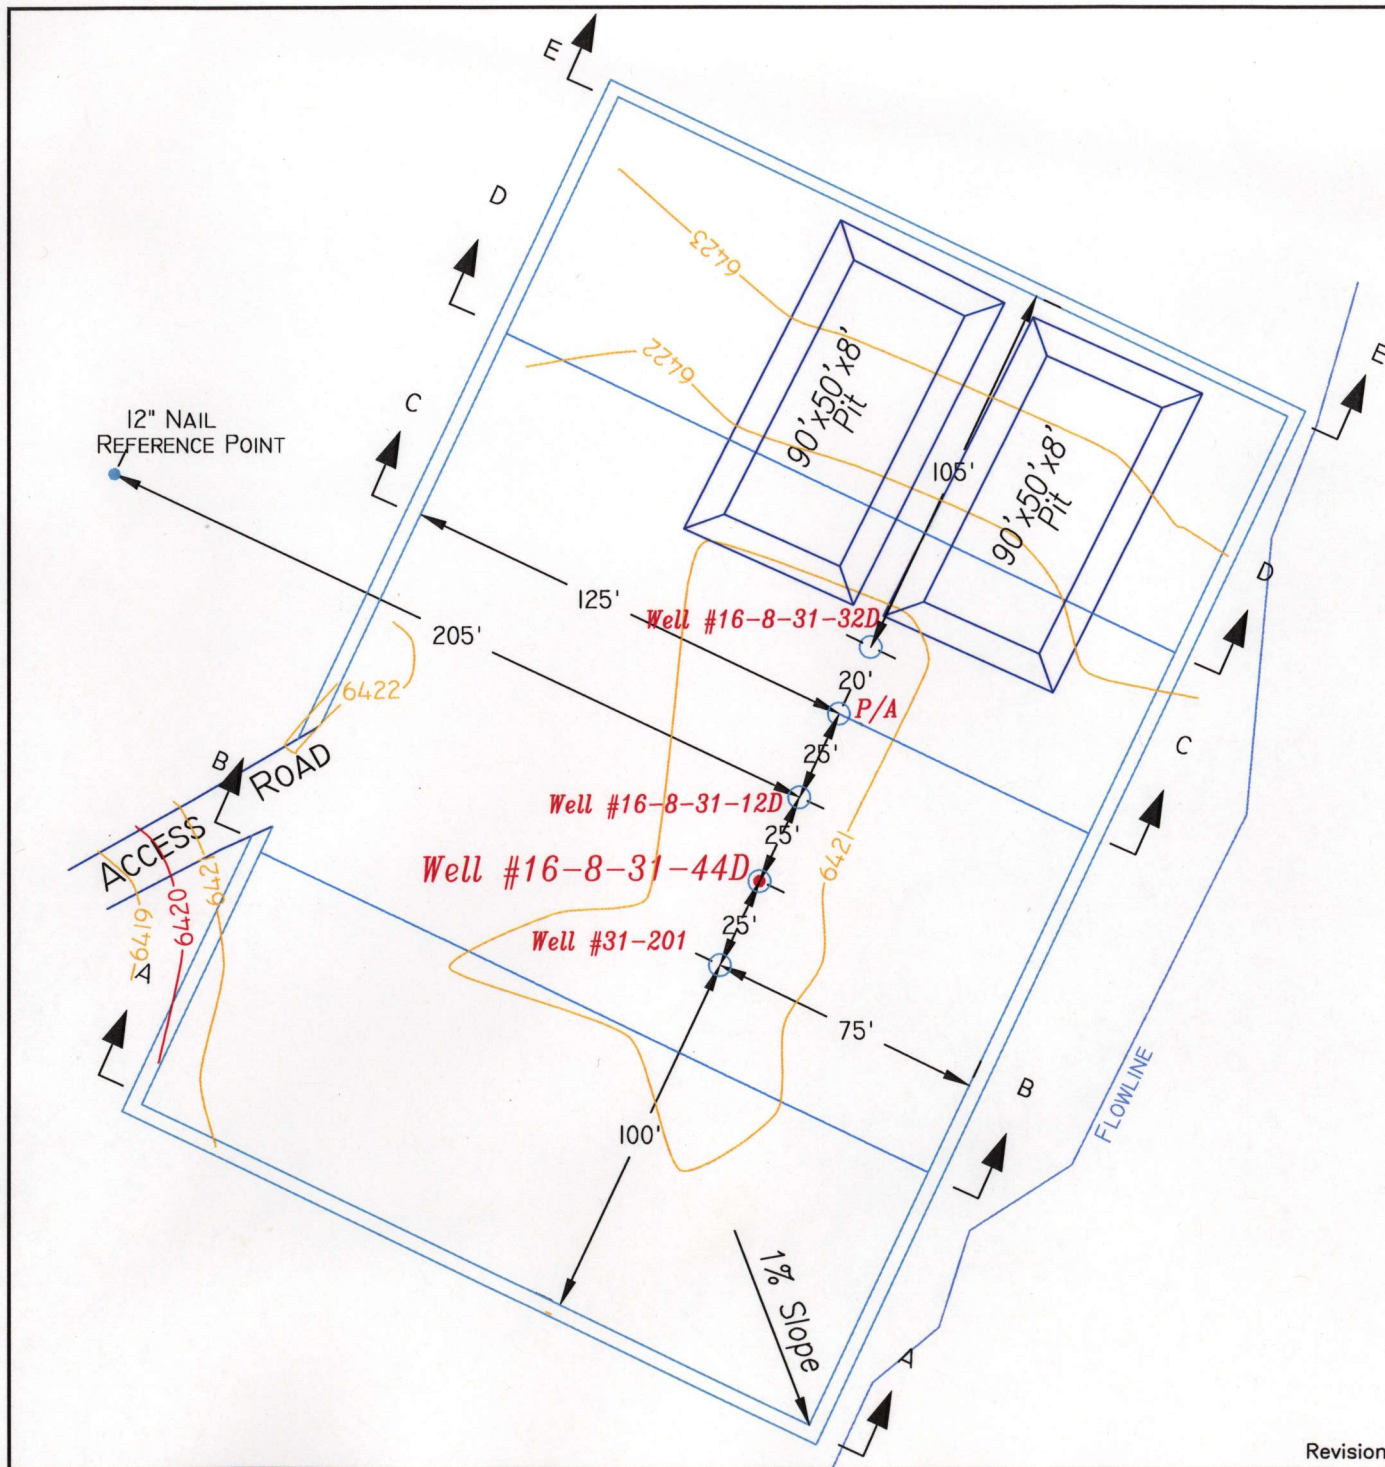 E
D
6423
E
6422
90'x50'x8'
Pit
C
12" NAIL
REFERENCE POINT
105'
90'x50'x8'
Pit
D
125'
Well #16-8-31-32D
205'
20'
6422
P/A
C
25'
B
ROAD
Well #16-8-31-12D
25'
ACCESS
Well #16-8-31-44D
6421
6421
6420
25'
Well #31-201
6419
A
75'
B
FLOWLINE
100'
1% Slope
A
Revision